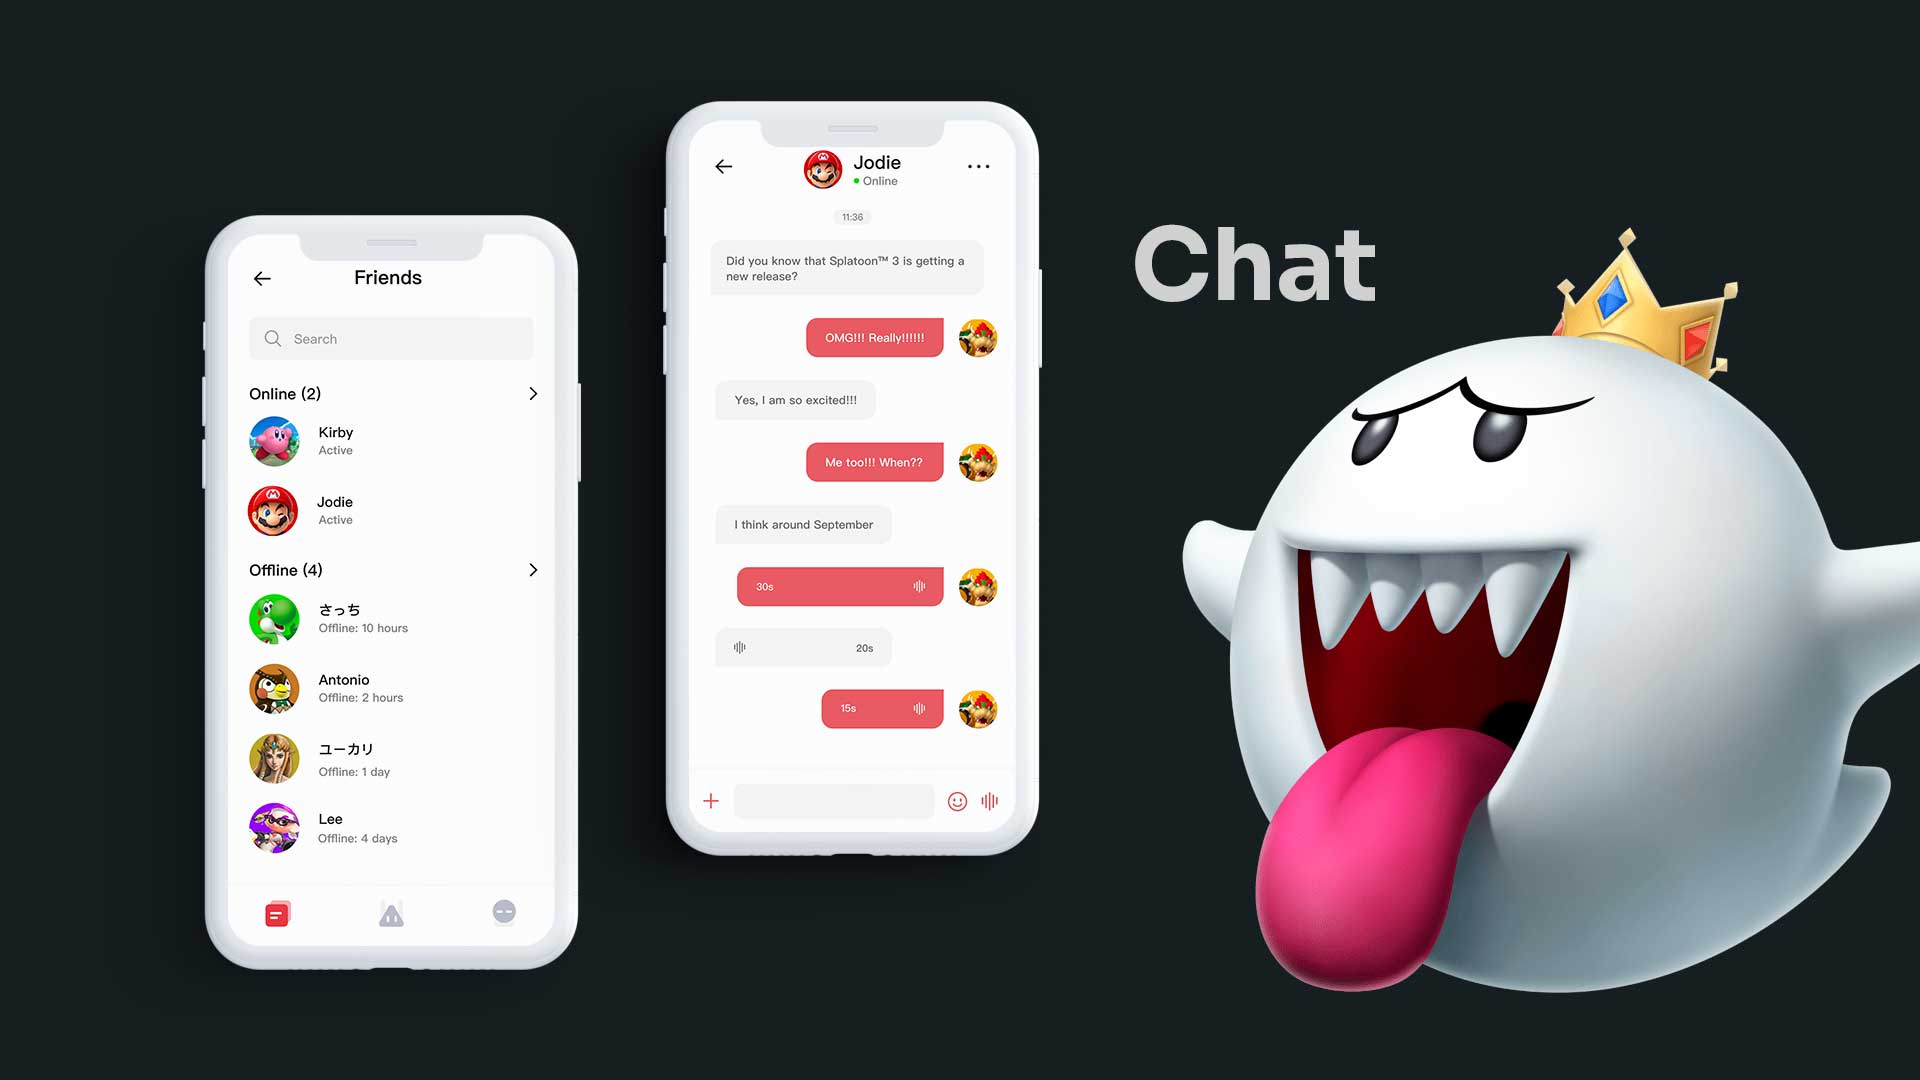 Friends
Search
Online (2)
Kirby
Active
Jodie
Active
Offline (4)
さっち
Offline: 10 hours
Antonio
Offline: 2 hours
ユーカリ
Offline: 1 day
Lee
Offline: 4 days
Jodie
Online
11:36
Did you know that Splatoon™ 3 is getting a
new release?
OMG!!! Really!!!!!!
Yes, I am so excited!!!
Me too!!! When??
I think around September
30s
20s
15s
Chat